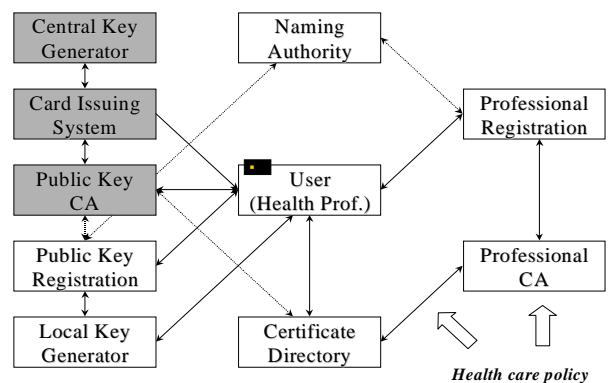 Central Key
Generator
Naming
Authority
Card Issuing
System
Professional
Registration
Public Key
CA
User
(Health Prof.)
Public Key
Registration
Professional
CA
Local Key
Generator
Certificate
Directory
Health care policy